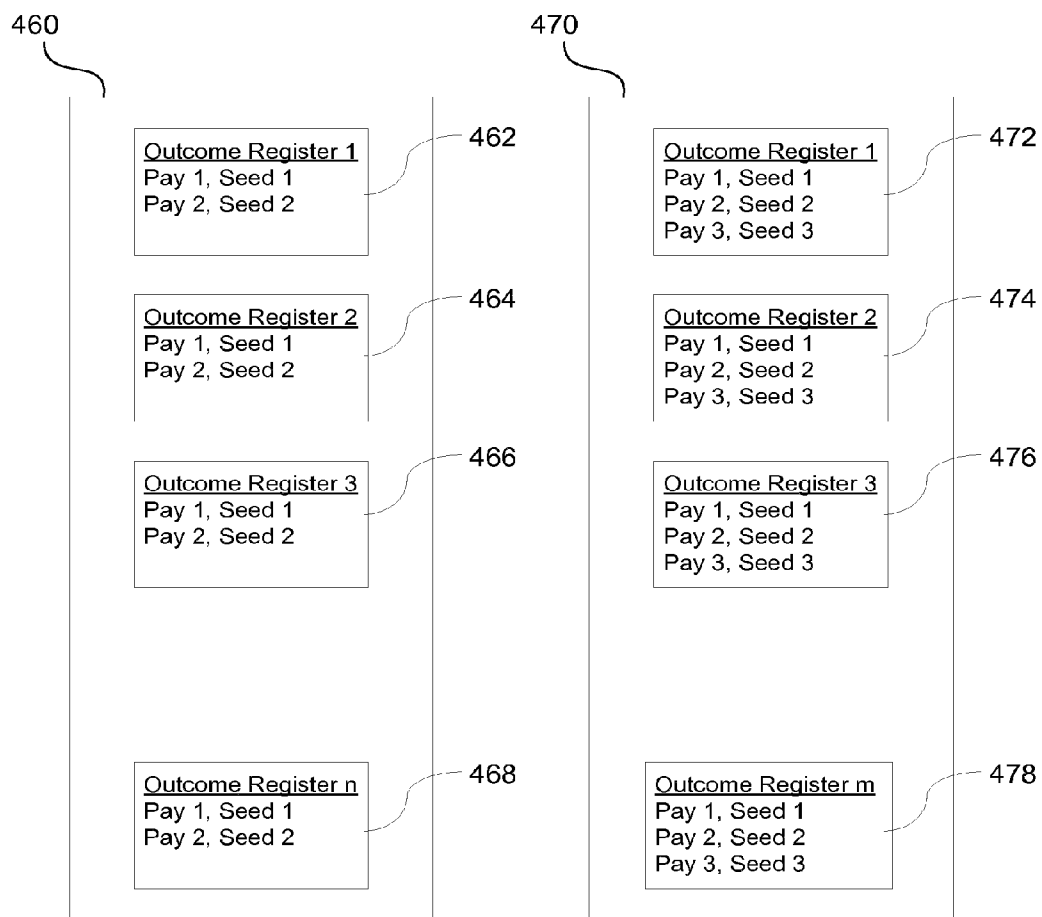 460
470
Outcome Register 1
Pay 1, Seed 1
Pay 2, Seed 2
462
Outcome Register 1
Pay 1, Seed 1
Pay 2, Seed 2
Pay 3, Seed 3
472
Outcome Register 2
Pay 1, Seed 1
Pay 2, Seed 2
464
Outcome Register 2
Pay 1, Seed 1
Pay 2, Seed 2
Pay 3, Seed 3
474
Outcome Register 3
Pay 1, Seed 1
Pay 2, Seed 2
466
Outcome Register 3
Pay 1, Seed 1
Pay 2, Seed 2
Pay 3, Seed 3
476
Outcome Register n
Pay 1, Seed 1
Pay 2, Seed 2
468
Outcome Register m
Pay 1, Seed 1
Pay 2, Seed 2
Pay 3, Seed 3
478